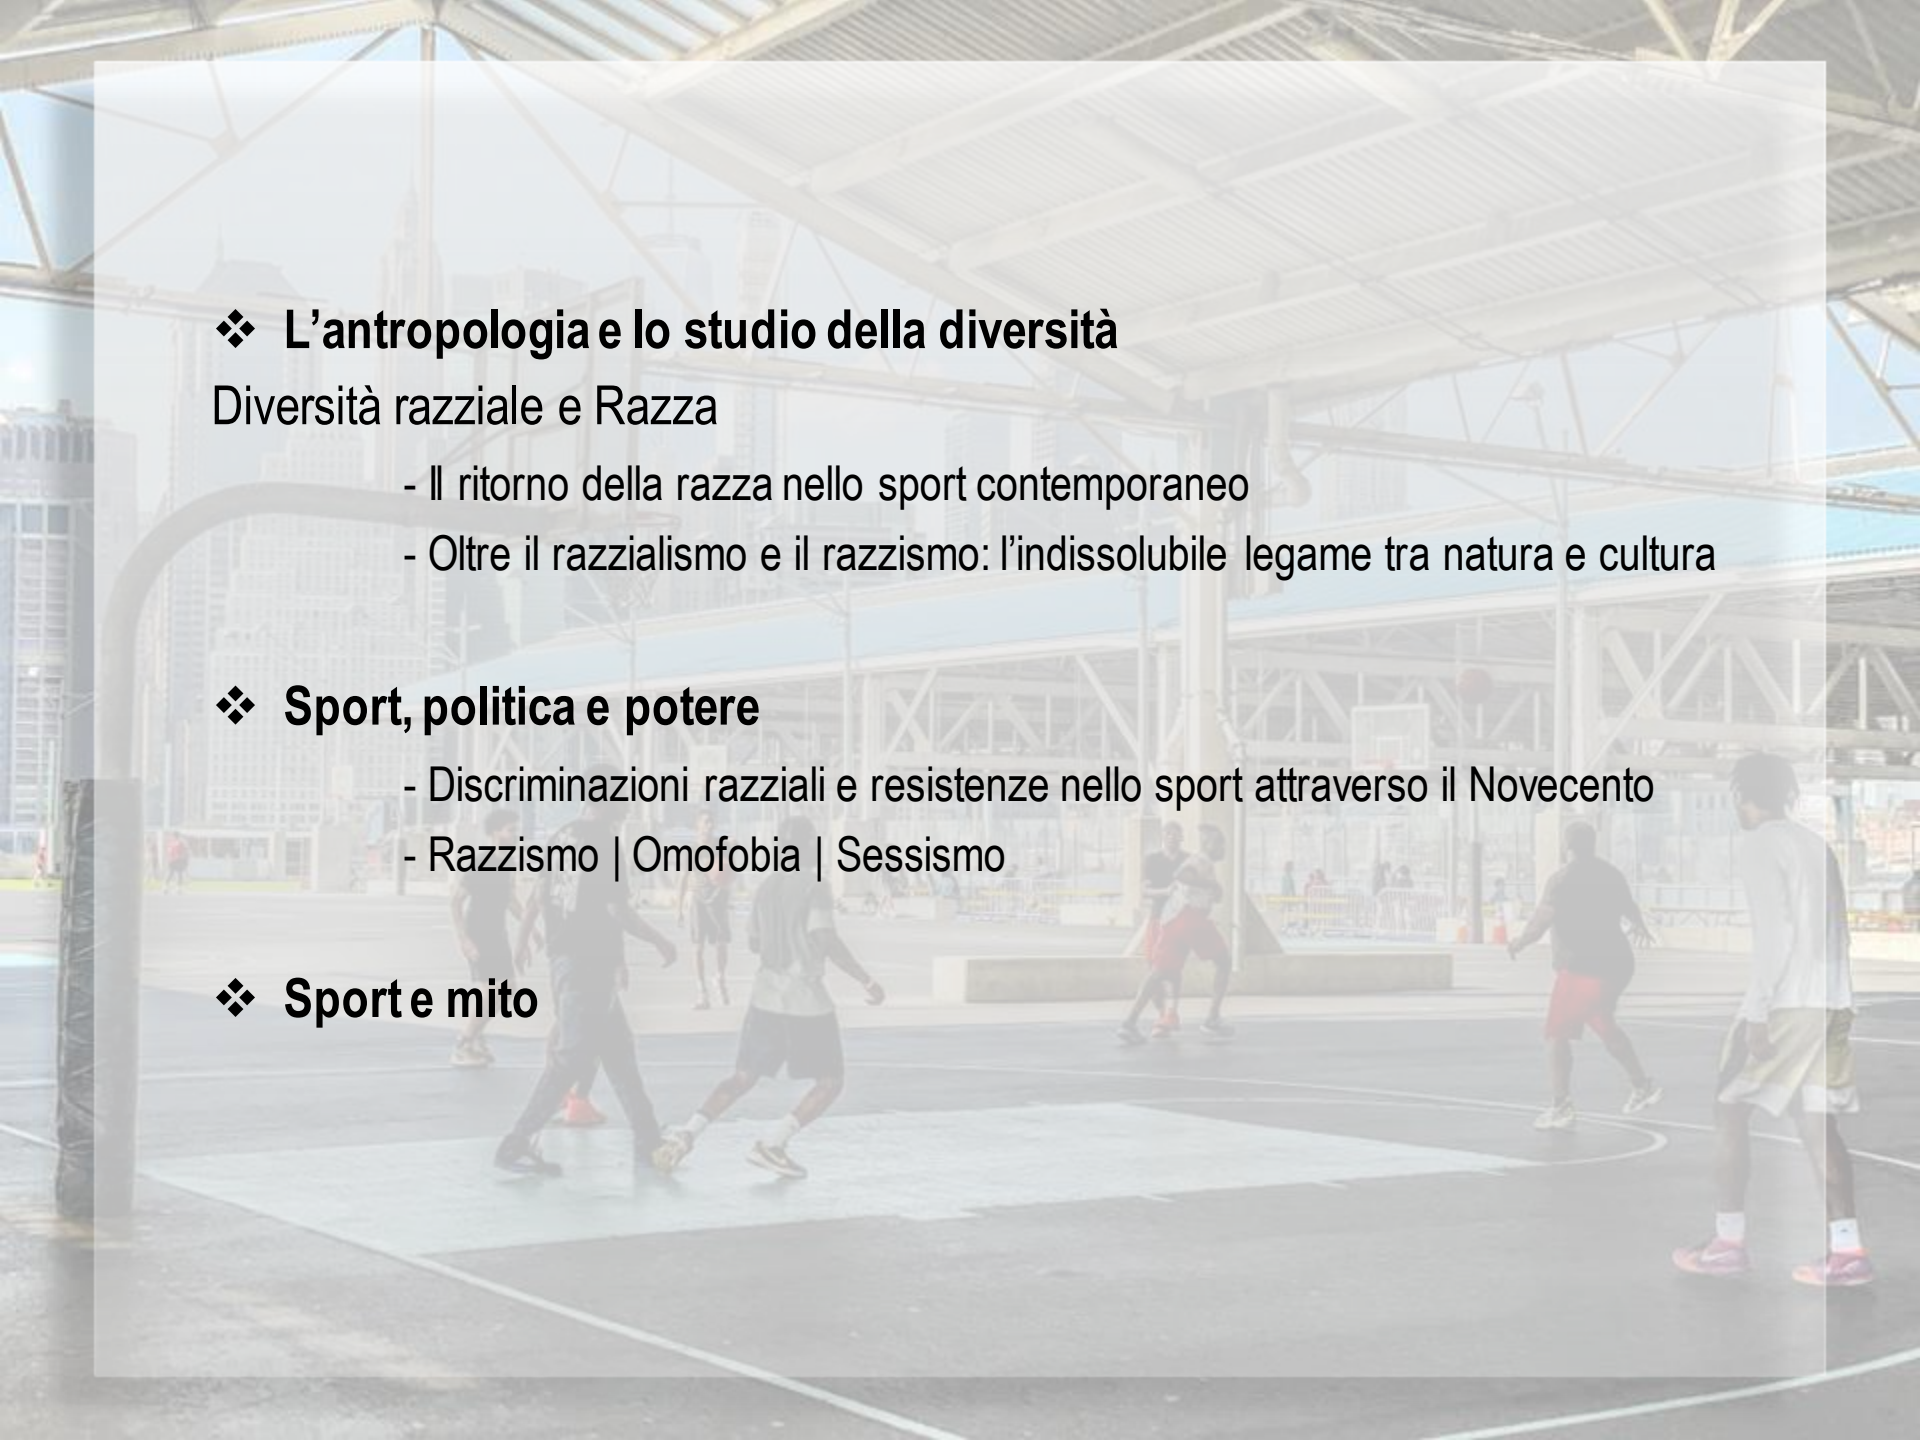 ❖ L’antropologia e lo studio della diversità
Diversità razziale e Razza
- Il ritorno della razza nello sport contemporaneo
- Oltre il razzialismo e il razzismo: l’indissolubile legame tra natura e cultura
❖ Sport, politica e potere
- Discriminazioni razziali e resistenze nello sport attraverso il Novecento
- Razzismo | Omofobia | Sessismo
❖ Sport e mito